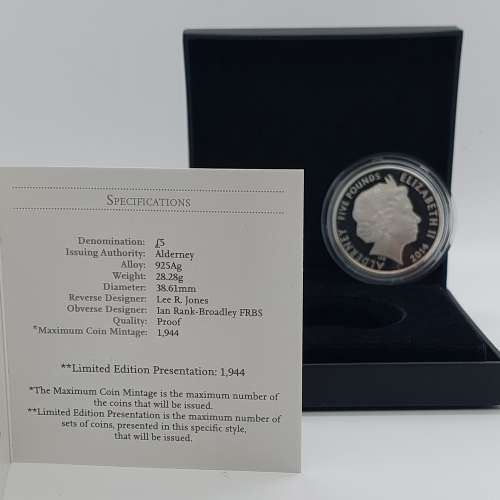 SPECIFICATIONS
Denomination: £5
Issuing Authority: Alderney
Alloy: 925Ag
Weight: 28.28g
Diameter: 38.61mm
Reverse Designer: Lee R. Jones
Obverse Designer: Ian Rank-Broadley FRBS
Quality: Proof
*Maximum Coin Mintage: 1,944
**Limited Edition Presentation: 1,944
*The Maximum Coin Mintage is the maximum number of
the coins that will be issued.
**Limited Edition Presentation is the maximum number of
sets of coins, presented in this specific style,
that will be issued.
ALDERNEY FIVE POUNDS ELIZABETH II 2014